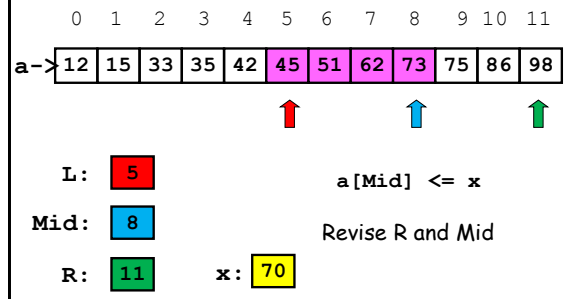 0 1 2 3 4 5 6 7 8 9 10 11
a-> 12 15 33 35 42 45 51 62 73 75 86 98
L: 5 a[Mid] <= x
Mid: 8 Revise R and Mid
R: 11 x: 70